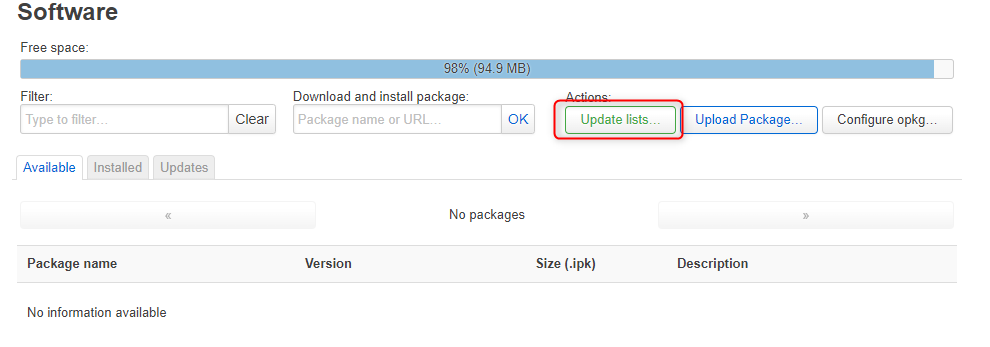 Software
Free space:
98% (94.9 MB)
Filter:
Download and install package:
Actions:
Type to filter…
Clear
Package name or URL…
OK
Update lists…
Upload Package…
Configure opkg…
Available
Installed
Updates
«
No packages
»
Package name
Version
Size (.ipk)
Description
No information available